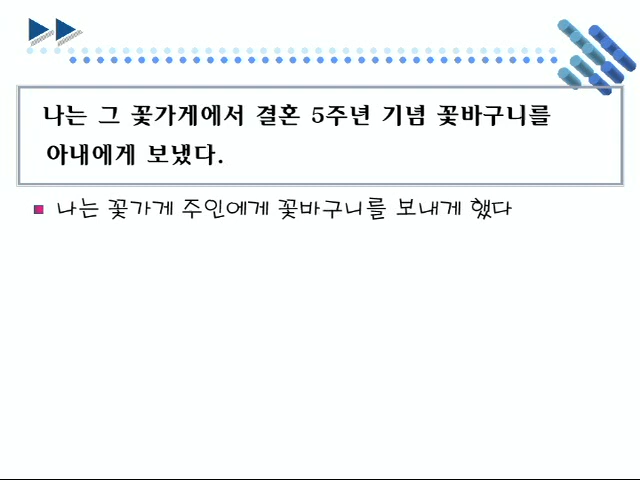 나는 그 꽃가게에서 결혼 5주년 기념 꽃바구니를
아내에게 보냈다.
나는 꽃가게 주인에게 꽃바구니를 보내게 했다